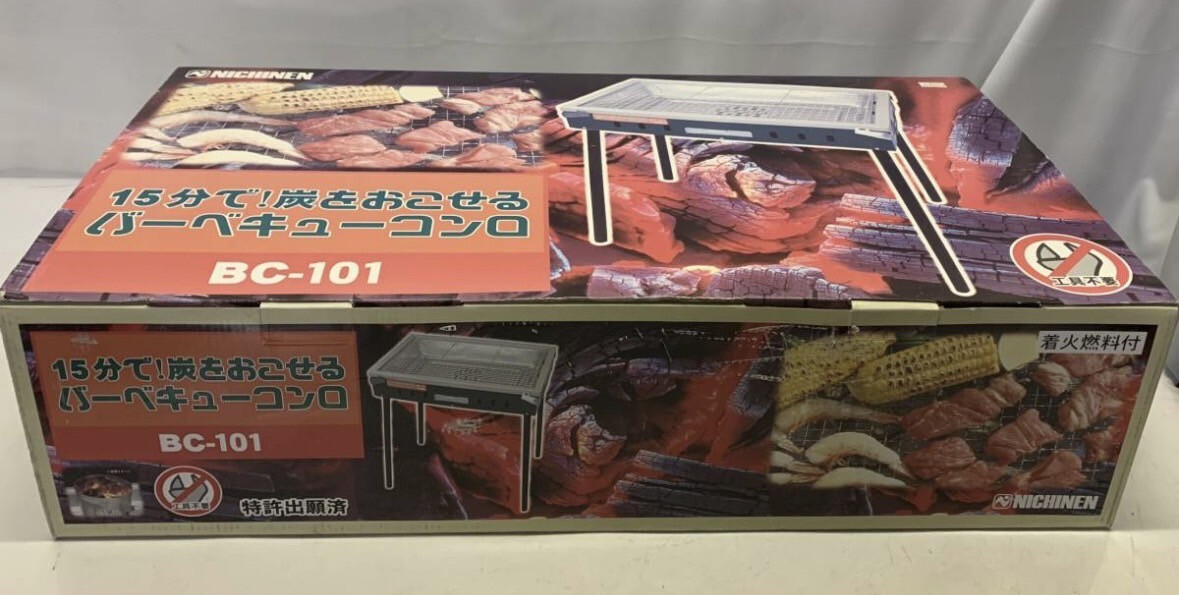 NICHINEN
15分で!炭をおこせる
バーベキューコンロ
BC-101
工具不要
15分で!炭をおこせる
バーベキューコンロ
BC-101
工具不要
特許出願済
着火燃料付
NICHINEN